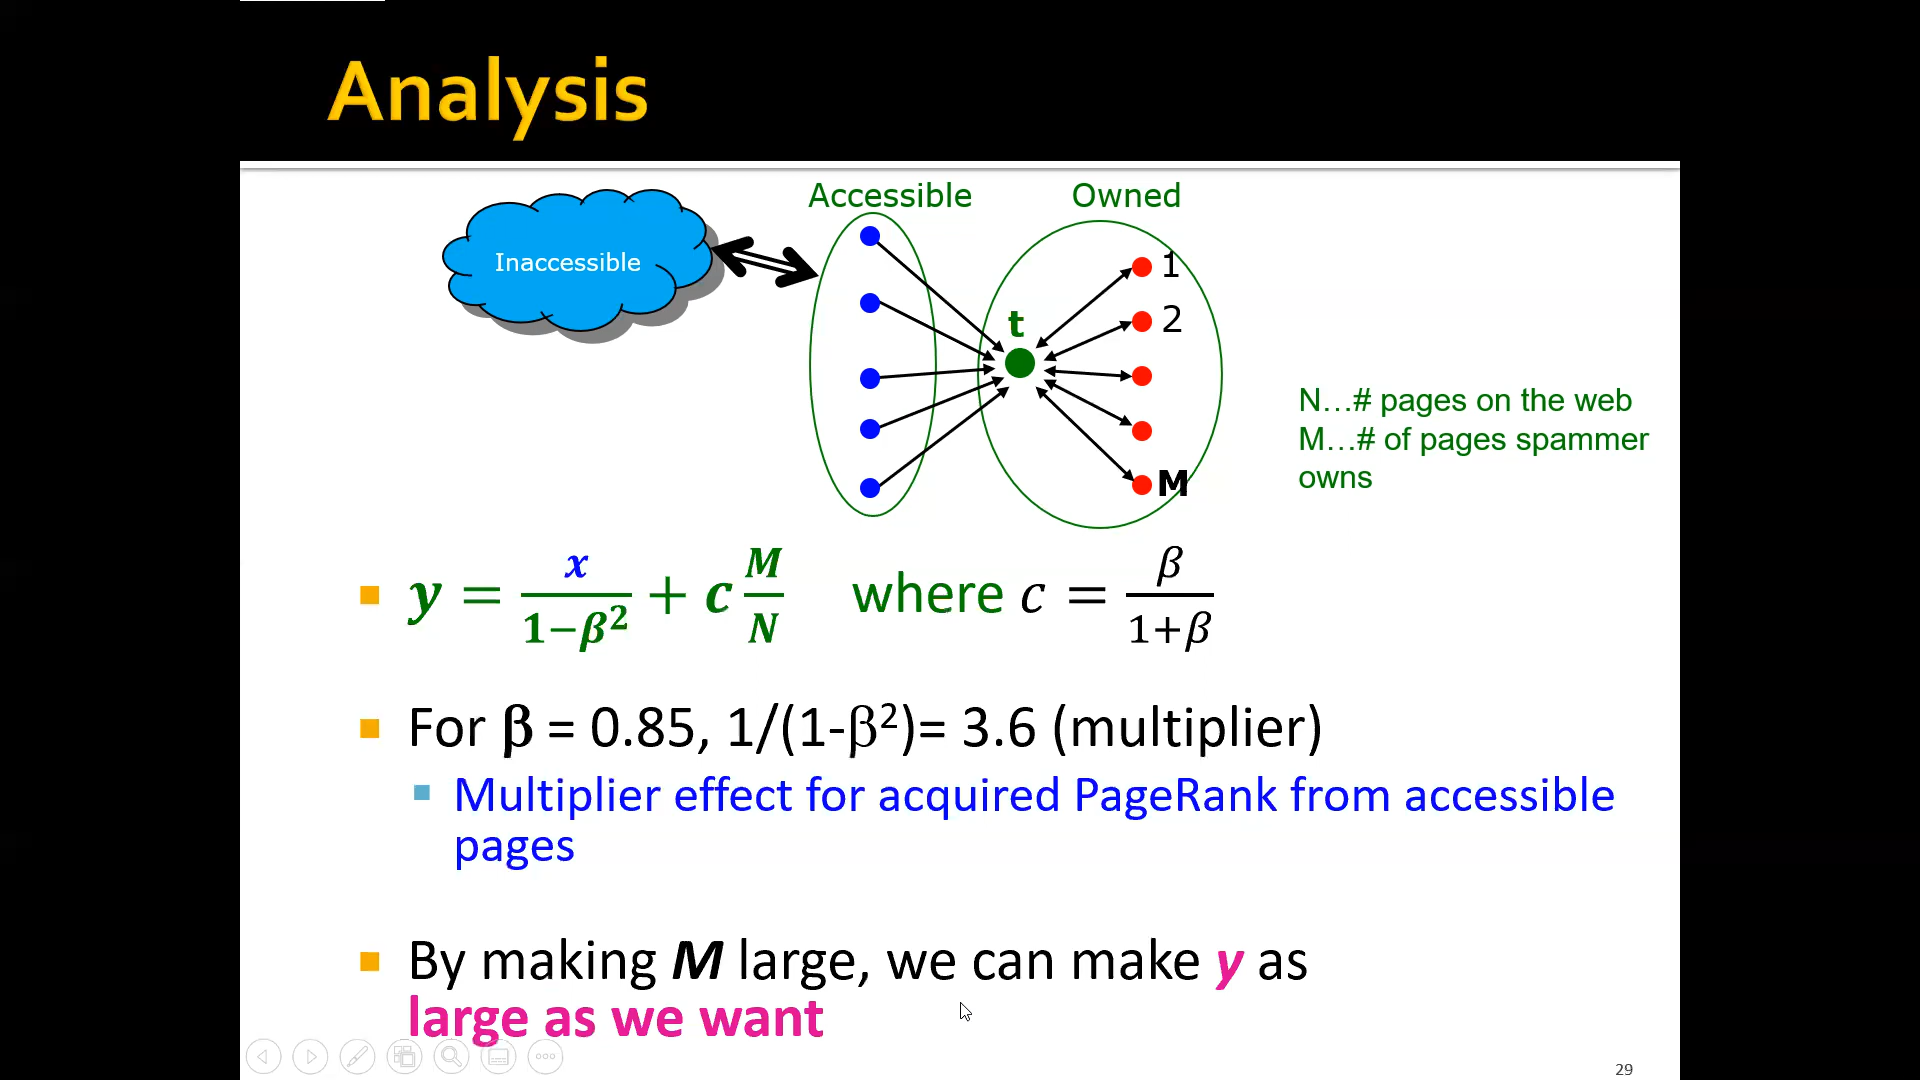 Analysis
Accessible
Owned
Inaccessible
1
2
t
M
N...# pages on the web
M...# of pages spammer
owns
y = x/(1−β²) + c M/N where c = β/(1+β)
For β = 0.85, 1/(1-β²)= 3.6 (multiplier)
Multiplier effect for acquired PageRank from accessible
pages
By making M large, we can make y as
large as we want
29